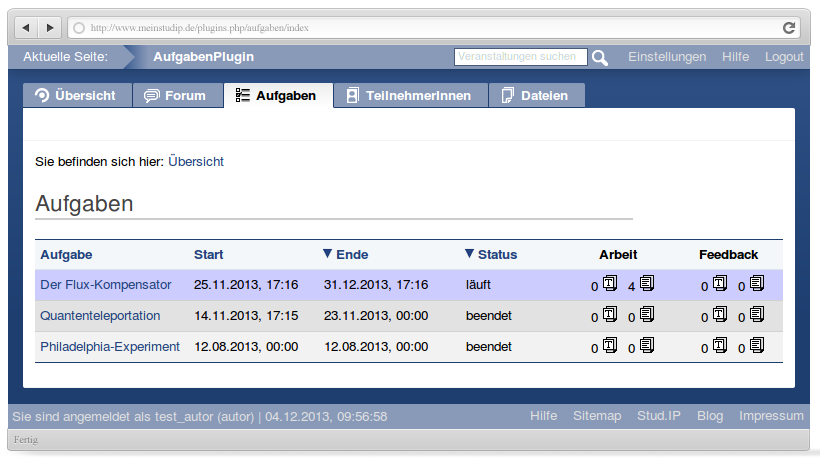 http://www.meinstudip.de/plugins.php/aufgaben/index
Aktuelle Seite: AufgabenPlugin Veranstaltungen suchen Einstellungen Hilfe Logout
Übersicht Forum Aufgaben TeilnehmerInnen Dateien
Sie befinden sich hier: Übersicht
Aufgaben
Aufgabe Start Ende Status Arbeit Feedback
Der Flux-Kompensator 25.11.2013, 17:16 31.12.2013, 17:16 läuft 0 4 0 0
Quantenteleportation 14.11.2013, 17:15 23.11.2013, 00:00 beendet 0 0 0 0
Philadelphia-Experiment 12.08.2013, 00:00 12.08.2013, 00:00 beendet 0 0 0 0
Sie sind angemeldet als test_autor (autor) | 04.12.2013, 09:56:58 Hilfe Sitemap Stud.IP Blog Impressum
Fertig